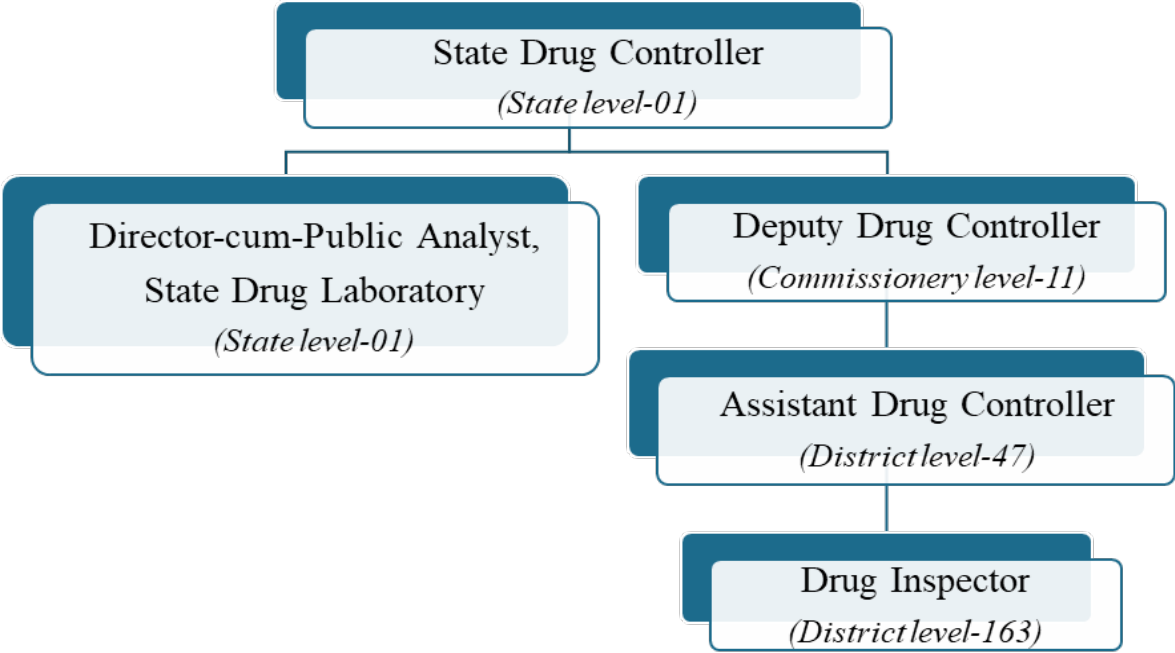 State Drug Controller
(State level-01)
Director-cum-Public Analyst,
State Drug Laboratory
(State level-01)
Deputy Drug Controller
(Commissionery level-11)
Assistant Drug Controller
(District level-47)
Drug Inspector
(District level-163)